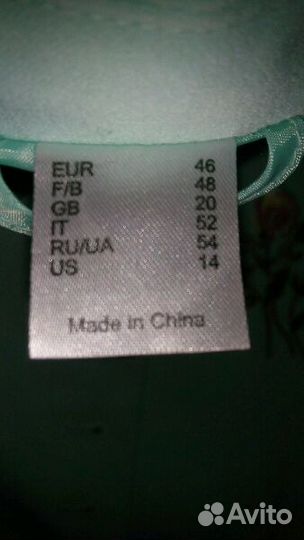 EUR 46
F/B 48
GB 20
IT 52
RU/UA 54
US 14
Made in China
Avito